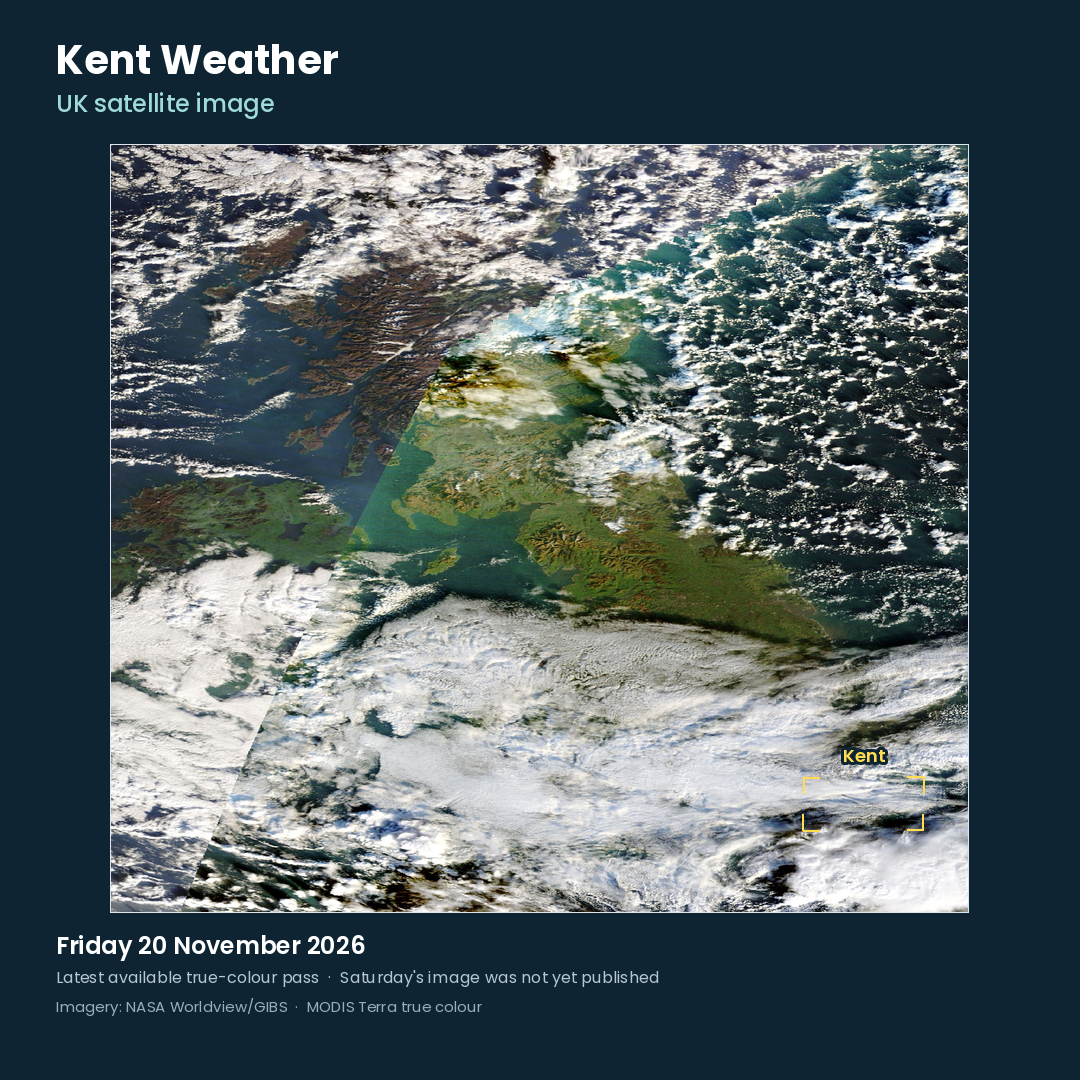 Kent Weather
UK satellite image
Kent
Friday 20 November 2026
Latest available true-colour pass · Saturday's image was not yet published
Imagery: NASA Worldview/GIBS · MODIS Terra true colour